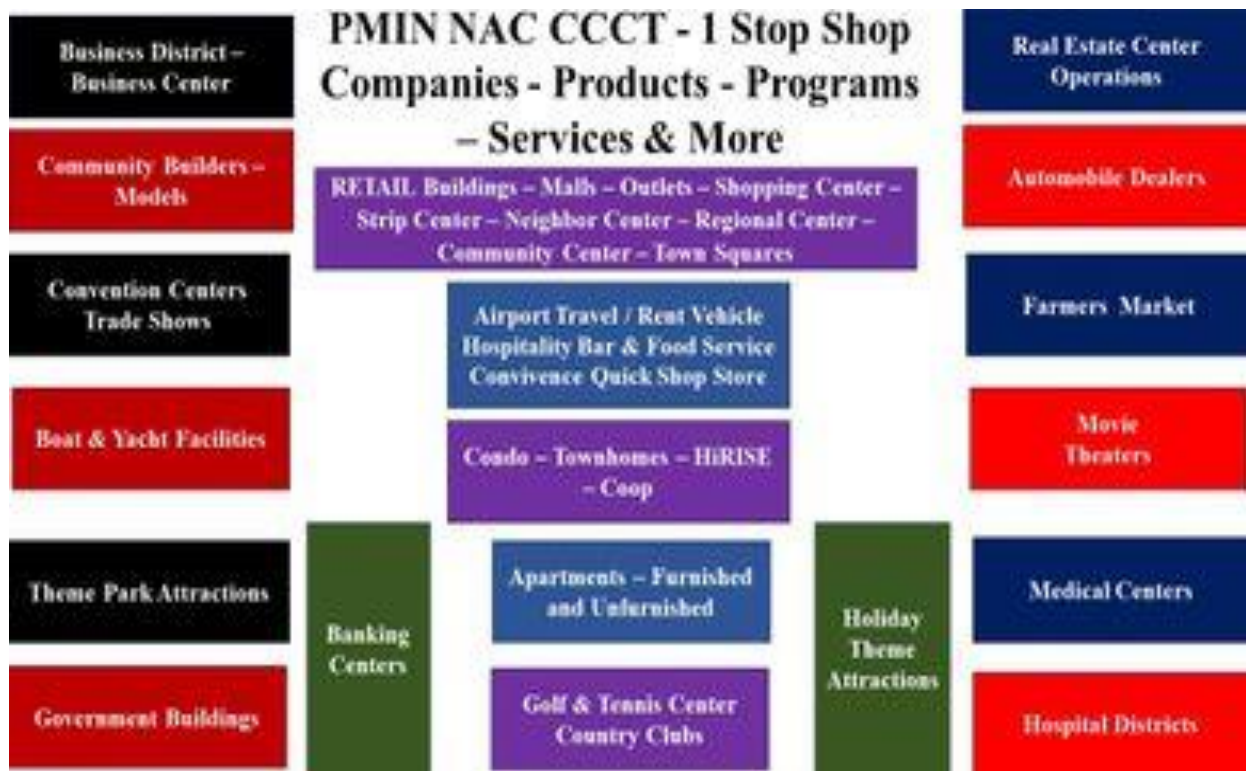 PMIN NAC CCCT - 1 Stop Shop
Companies - Products - Programs
– Services & More
Business District –
Business Center
Community Builders –
Models
Convention Centers
Trade Shows
Boat & Yacht Facilities
Theme Park Attractions
Government Buildings
RETAIL Buildings – Malls – Outlets – Shopping Center –
Strip Center – Neighbor Center – Regional Center –
Community Center – Town Squares
Airport Travel / Rent Vehicle
Hospitality Bar & Food Service
Convivence Quick Shop Store
Condo – Townhomes – HiRISE
– Coop
Banking
Centers
Apartments – Furnished
and Unfurnished
Golf & Tennis Center
Country Clubs
Holiday
Theme
Attractions
Real Estate Center
Operations
Automobile Dealers
Farmers Market
Movie
Theaters
Medical Centers
Hospital Districts